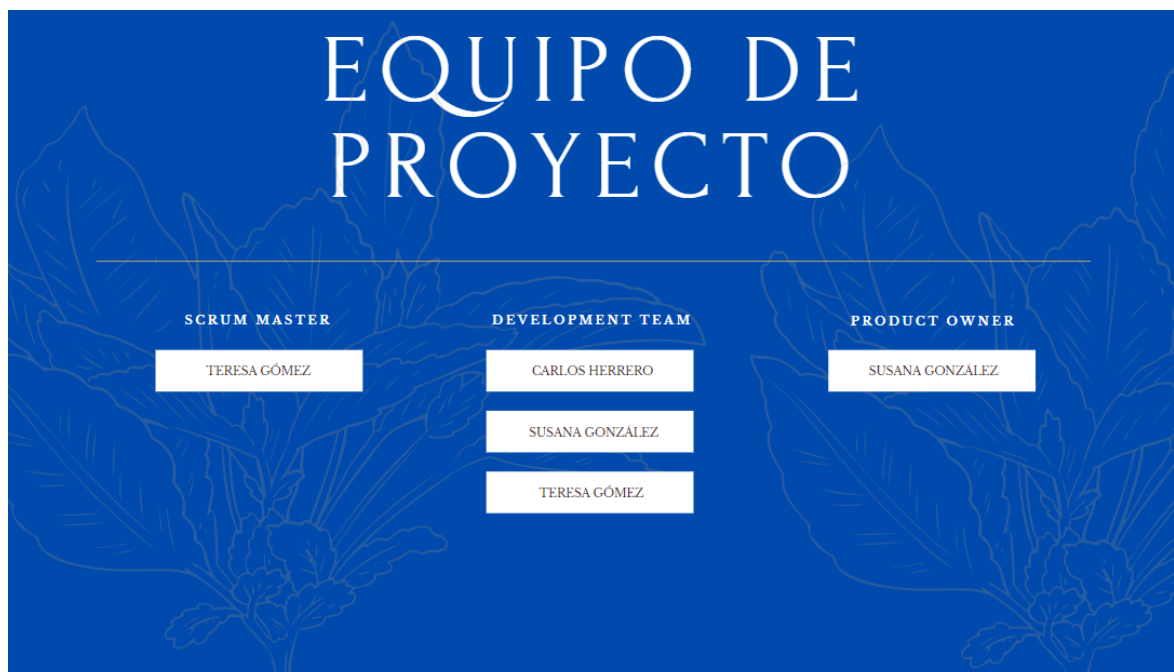 EQUIPO DE
PROYECTO
SCRUM MASTER
TERESA GÓMEZ
DEVELOPMENT TEAM
CARLOS HERRERO
SUSANA GONZÁLEZ
TERESA GÓMEZ
PRODUCT OWNER
SUSANA GONZÁLEZ